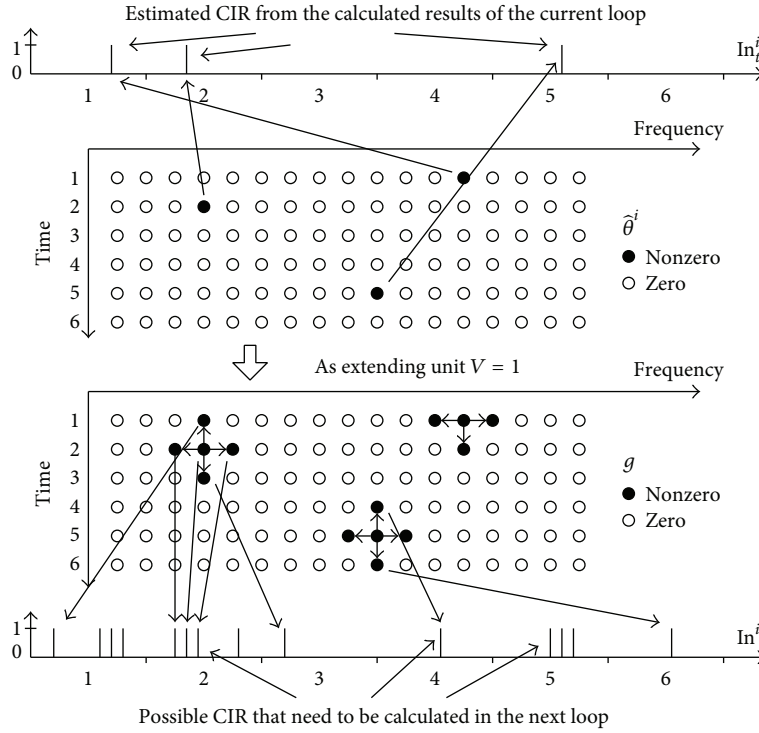 Estimated CIR from the calculated results of the current loop
1
0
In_t^i
1 2 3 4 5 6
Frequency
Time
1
2
3
4
5
6
θ̂^i
Nonzero
Zero
As extending unit V = 1
Frequency
Time
1
2
3
4
5
6
g
Nonzero
Zero
1
0
In^i
1 2 3 4 5 6
Possible CIR that need to be calculated in the next loop